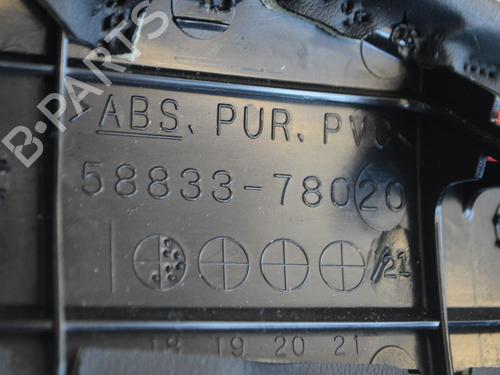 B-PARTS
>ABS, PUR, PVC<
58833-78020
/21
18 19 20 21